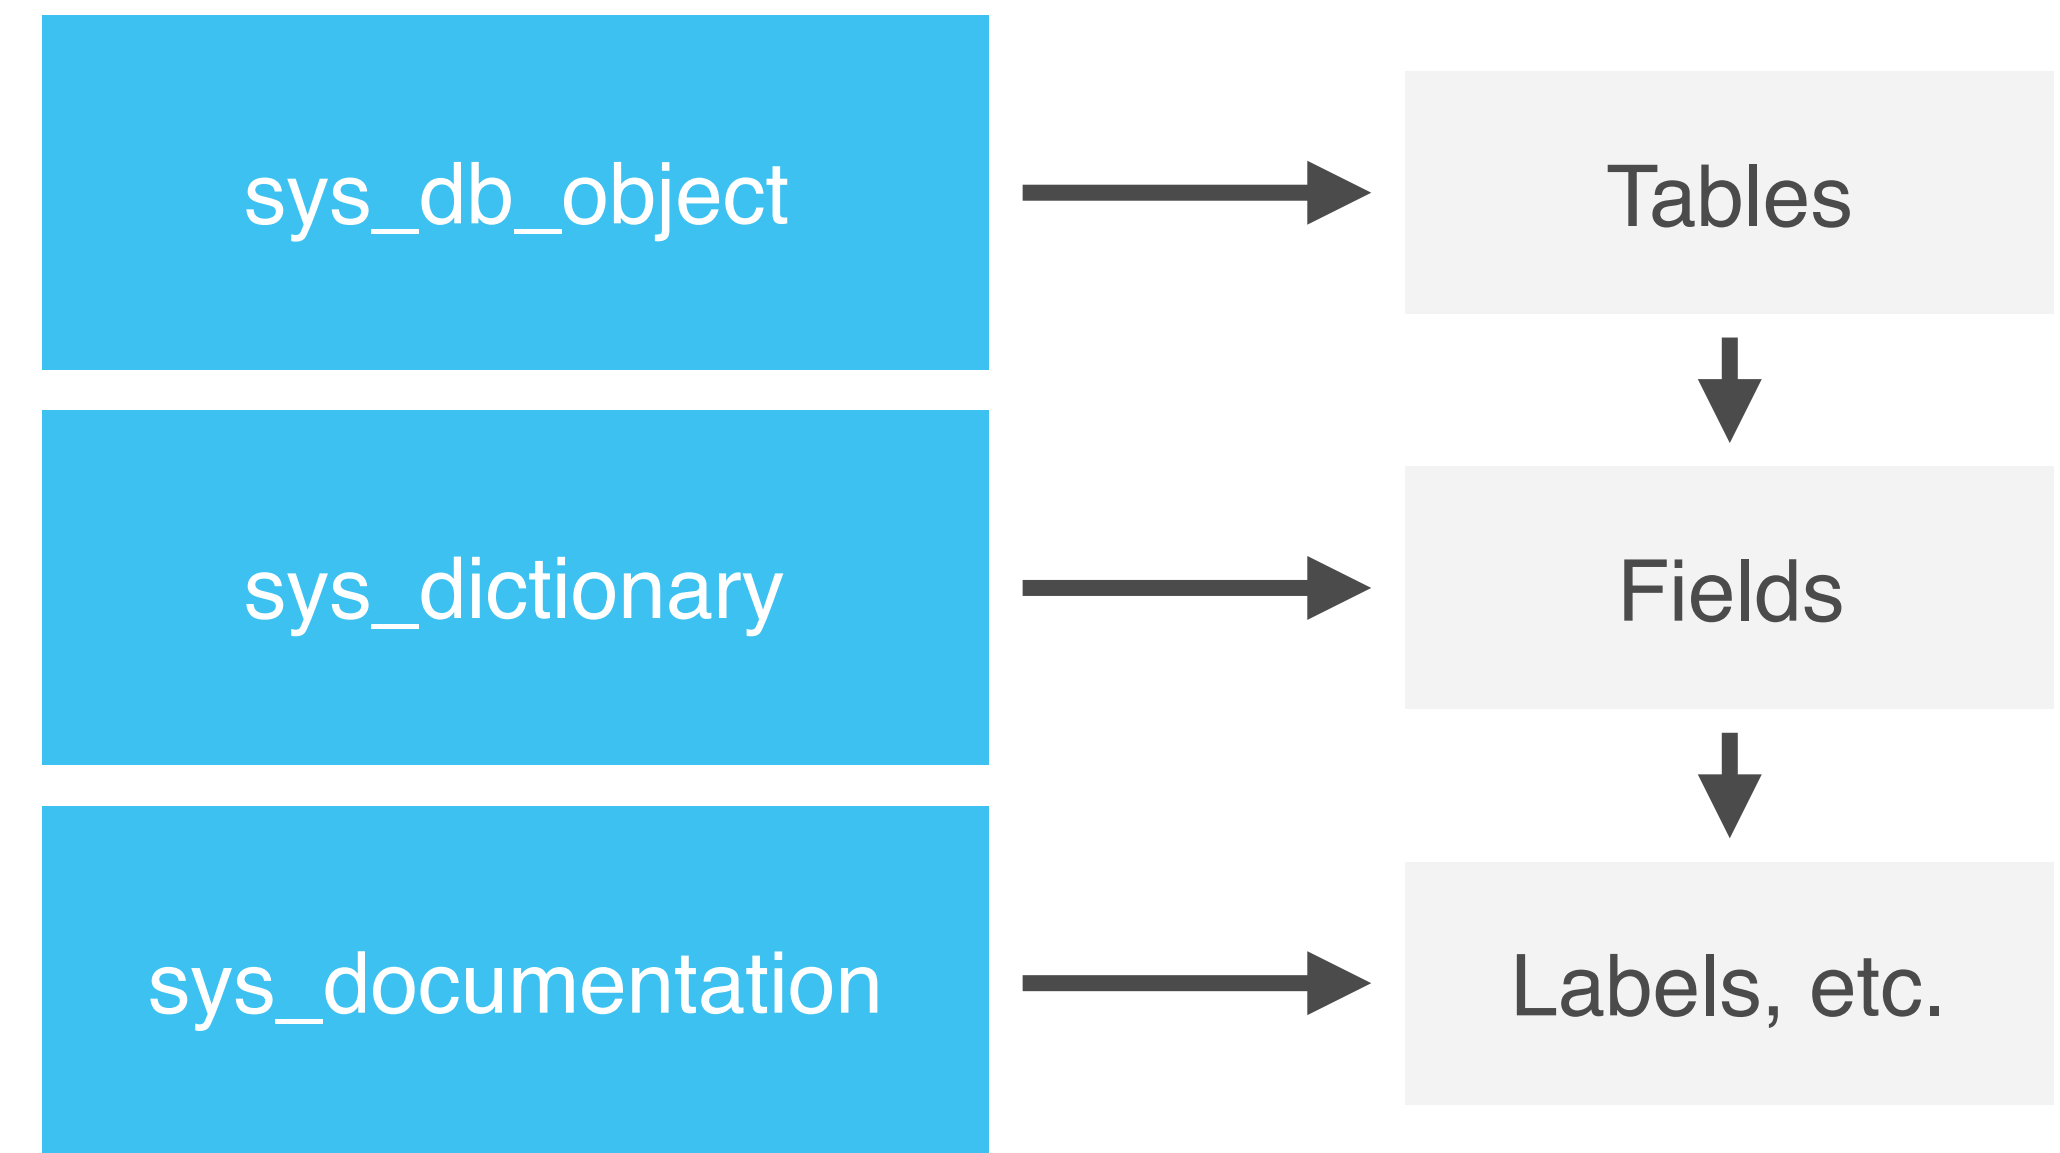 sys_db_object
Tables
sys_dictionary
Fields
sys_documentation
Labels, etc.